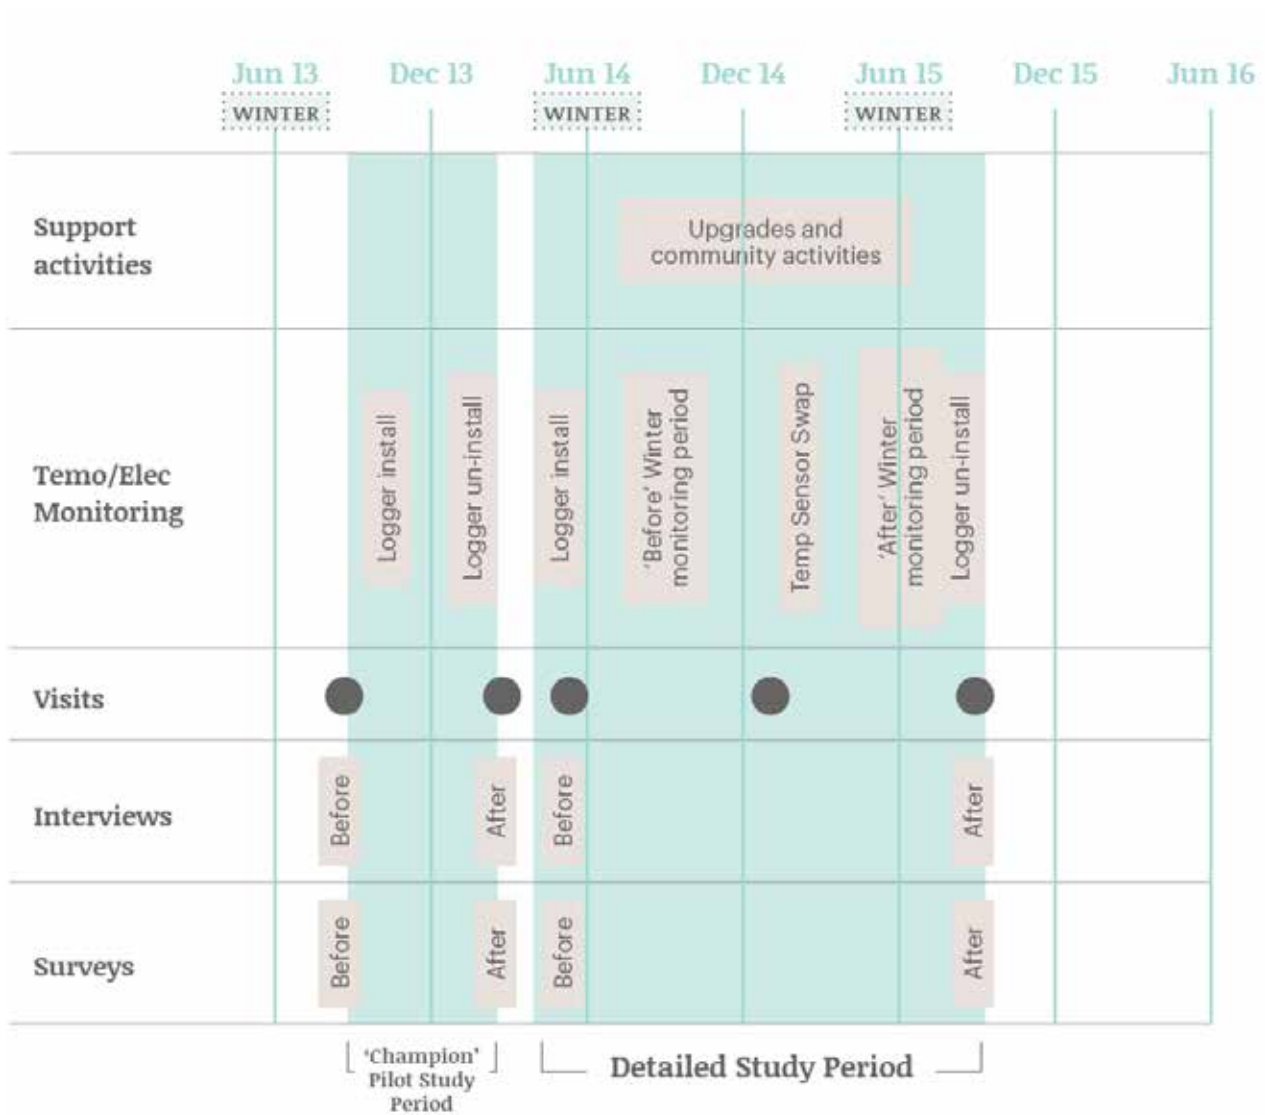 Jun 13
Dec 13
Jun 14
Dec 14
Jun 15
Dec 15
Jun 16
WINTER
WINTER
WINTER
Support
activities
Upgrades and
community activities
Temo/Elec
Monitoring
Logger install
Logger un-install
Logger install
‘Before’ Winter
monitoring period
Temp Sensor Swap
‘After’ Winter
monitoring period
Logger un-install
Visits
Interviews
Before
After
Before
After
Surveys
Before
After
Before
After
‘Champion’
Pilot Study
Period
Detailed Study Period